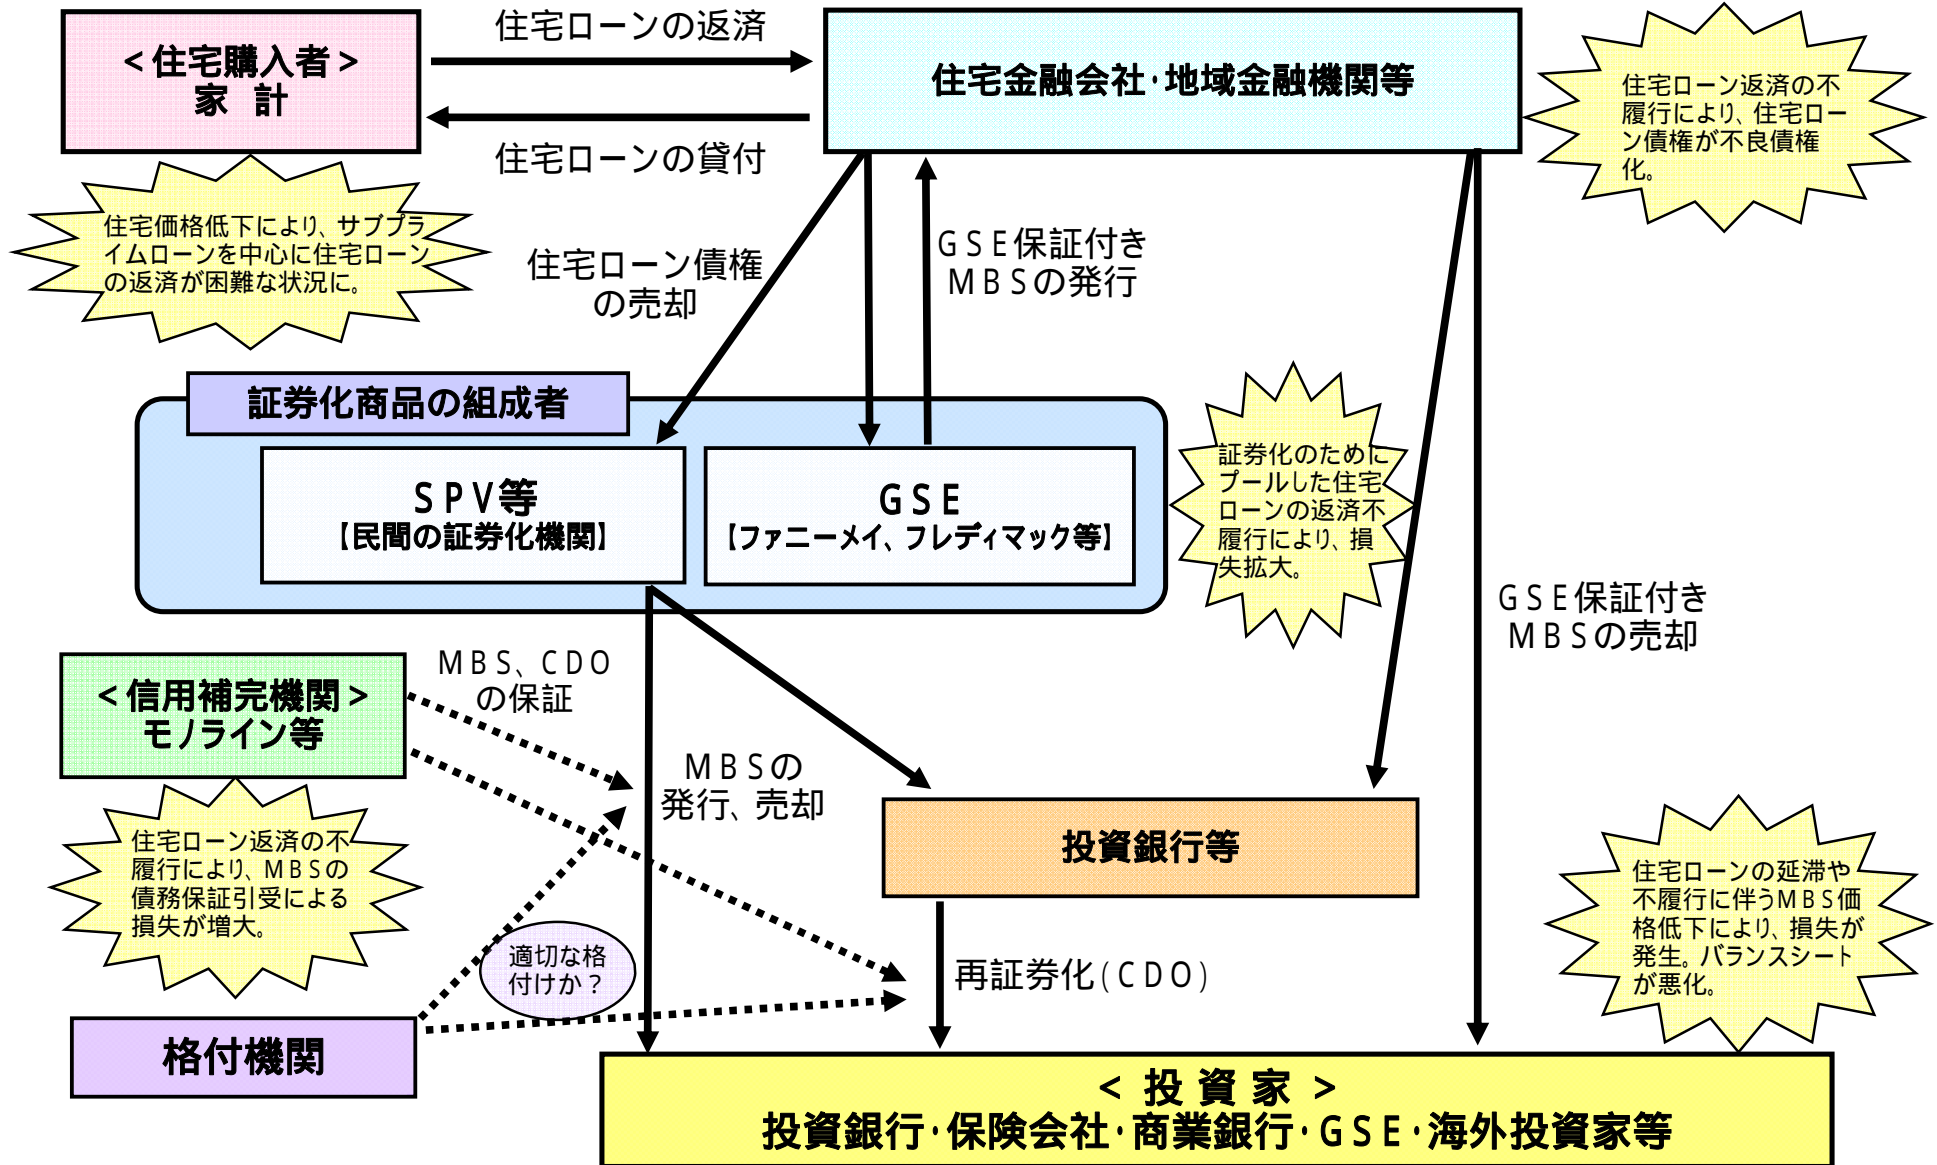 住宅ローンの返済
＜住宅購入者＞
家 計
住宅金融会社･地域金融機関等
住宅ローン返済の不
履行により、住宅ロー
ン債権が不良債権
化。
住宅ローンの貸付
住宅価格低下により、サブプラ
イムローンを中心に住宅ローン
の返済が困難な状況に。
住宅ローン債権
の売却
ＧＳＥ保証付き
ＭＢＳの発行
証券化商品の組成者
ＳＰＶ等
【民間の証券化機関】
ＧＳＥ
【ファニーメイ、フレディマック等】
証券化のために
プールした住宅
ローンの返済不
履行により、損
失拡大。
ＧＳＥ保証付き
ＭＢＳの売却
＜信用補完機関＞
モノライン等
ＭＢＳ、ＣＤＯ
の保証
ＭＢＳの
発行、売却
投資銀行等
住宅ローン返済の不
履行により、ＭＢＳの
債務保証引受による
損失が増大。
住宅ローンの延滞や
不履行に伴うＭＢＳ価
格低下により、損失が
発生。バランスシート
が悪化。
適切な格
付けか？
再証券化（ＣＤＯ）
格付機関
＜ 投 資 家 ＞
投資銀行･保険会社･商業銀行･ＧＳＥ･海外投資家等